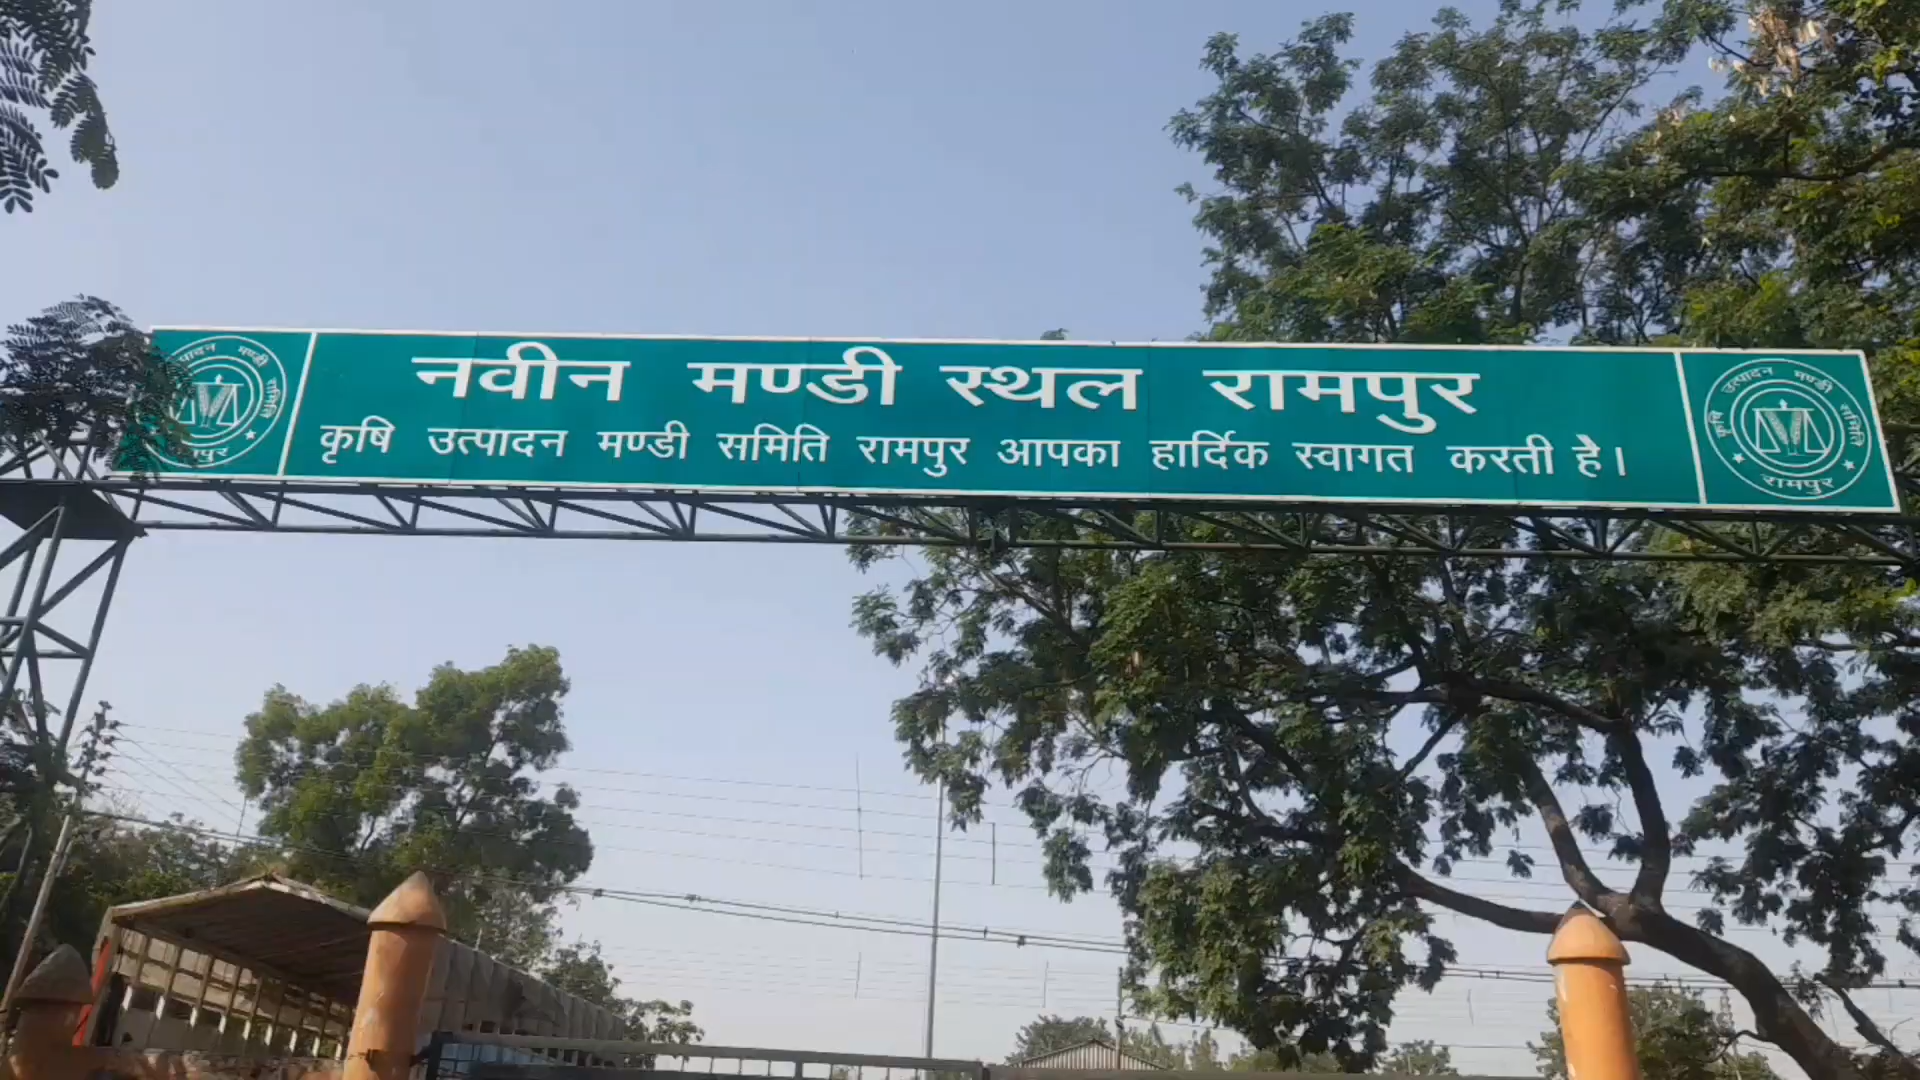 नवीन मण्डी स्थल रामपुर
कृषि उत्पादन मण्डी समिति रामपुर आपका हार्दिक स्वागत करती है।
कृषि उत्पादन मण्डी समिति
रामपुर